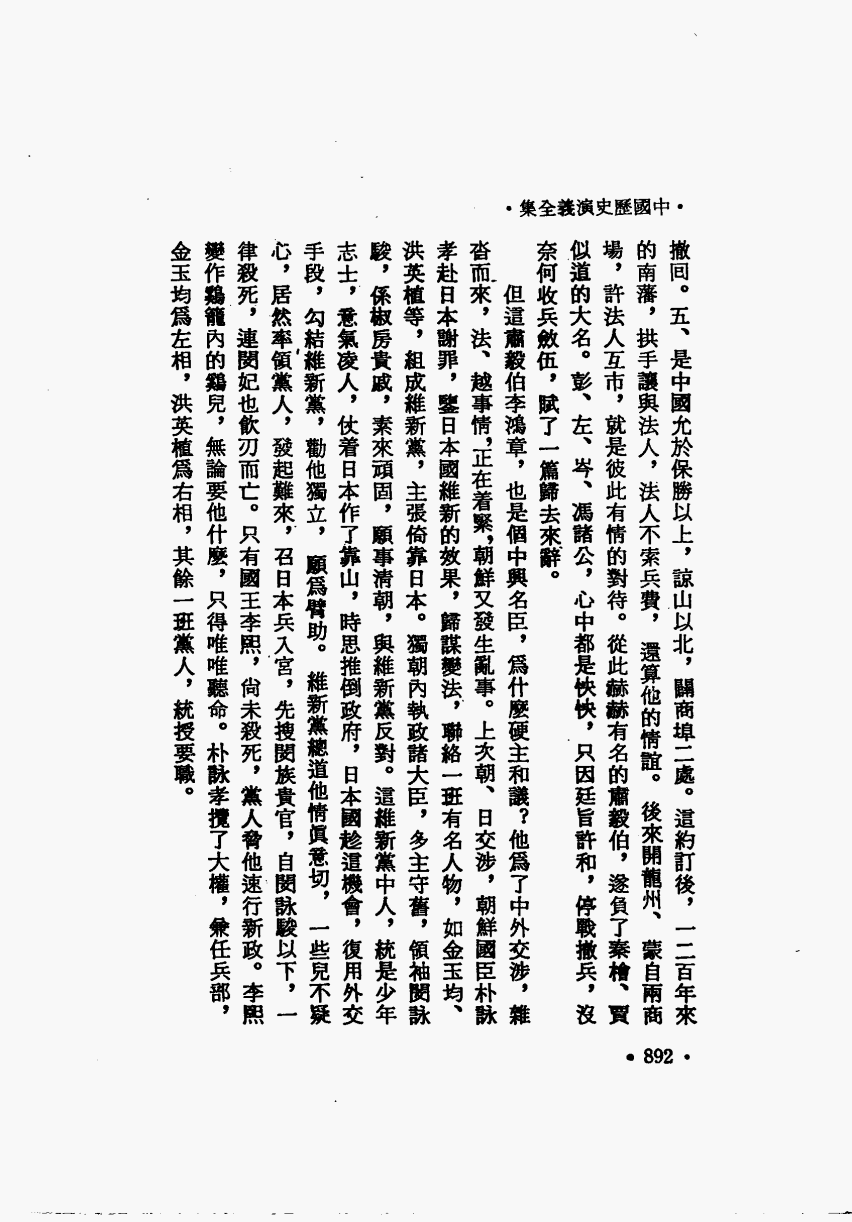 •中國歷史演義全集•
撤回。五、是中國允於保勝以上，諒山以北，闢商埠二處。這約訂後，一二百年來
的南藩，拱手讓與法人，法人不索兵費，還算他的情誼。後來開龍州、蒙自兩商
場，許法人互市，就是彼此有情的對待。從此赫赫有名的肅毅伯，遂負了秦檜、賈
似道的大名。彭、左、岑、馮諸公，心中都是怏怏，只因廷旨許和，停戰撤兵，沒
奈何收兵斂伍，賦了一篇歸去來辭。
但這肅毅伯李鴻章，也是個中興名臣，爲什麼硬主和議？他爲了中外交涉，雜
沓而來，法、越事情，正在着緊，朝鮮又發生亂事。上次朝、日交涉，朝鮮國臣朴詠
孝赴日本謝罪，鑒日本國維新的效果，歸謀變法，聯絡一班有名人物，如金玉均、
洪英植等，組成維新黨，主張倚靠日本。獨朝內執政諸大臣，多主守舊，領袖閔詠
駿，係椒房貴戚，素來頑固，願事清朝，與維新黨反對。這維新黨中人，統是少年
志士，意氣凌人，仗着日本作了靠山，時思推倒政府，日本國趁這機會，復用外交
手段，勾結維新黨，勸他獨立，願爲臂助。維新黨總道他情眞意切，一些兒不疑
心，居然率領黨人，發起難來，召日本兵入宮，先搜閔族貴官，自閔詠駿以下，一
律殺死，連閔妃也飮刃而亡。只有國王李熙，尙未殺死，黨人脅他速行新政。李熙
變作鷄籠內的鷄兒，無論要他什麼，只得唯唯聽命。朴詠孝攬了大權，兼任兵部，
金玉均爲左相，洪英植爲右相，其餘一班黨人，統授要職。
•892•